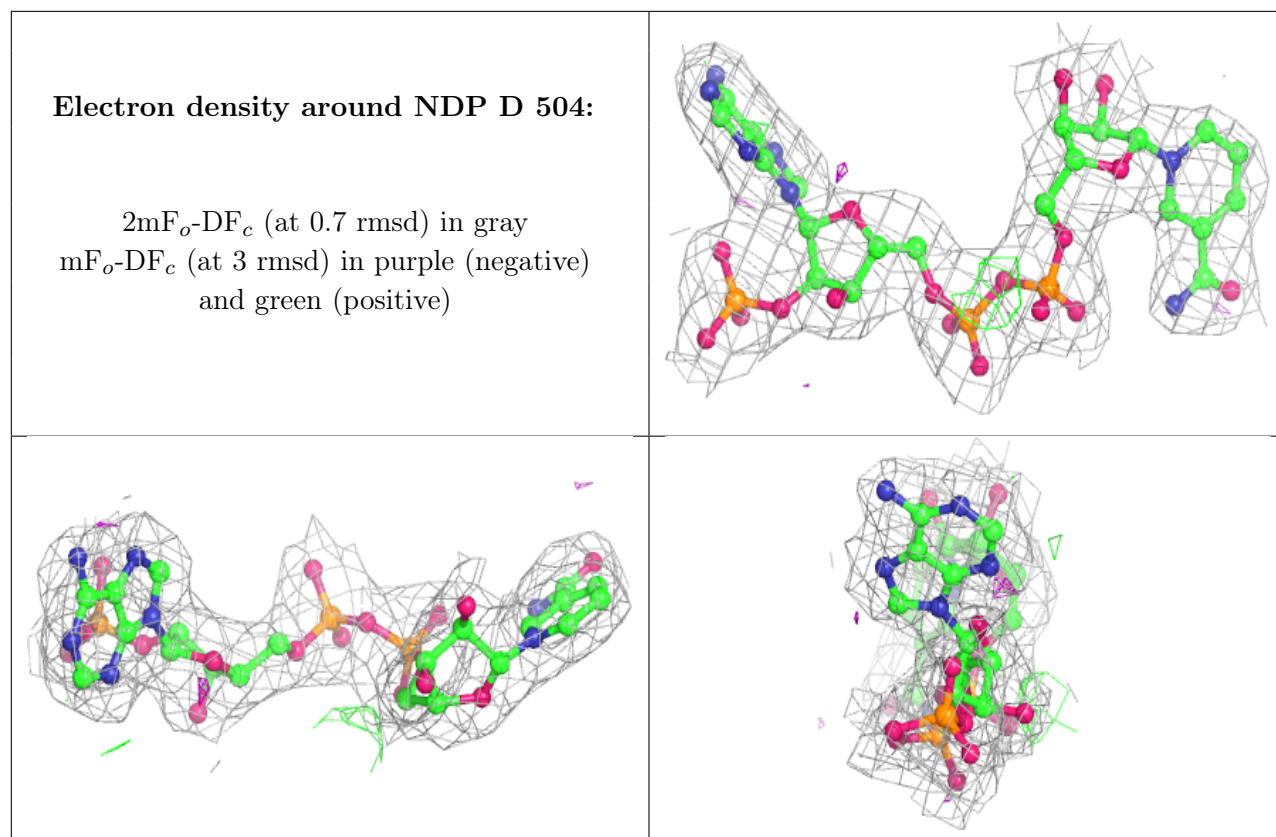 Electron density around NDP D 504:
2mFo-DFc (at 0.7 rmsd) in gray
mFo-DFc (at 3 rmsd) in purple (negative)
and green (positive)